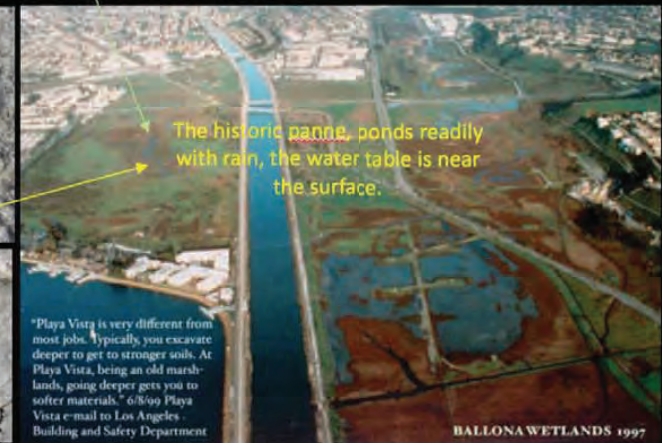 The historic panne, ponds readily
with rain, the water table is near
the surface.
"Playa Vista is very different from
most jobs. Typically, you excavate
deeper to get to stronger soils. At
Playa Vista, being an old marsh-
lands, going deeper gets you to
softer materials." 6/8/99 Playa
Vista e-mail to Los Angeles
Building and Safety Department
BALLONA WETLANDS 1997